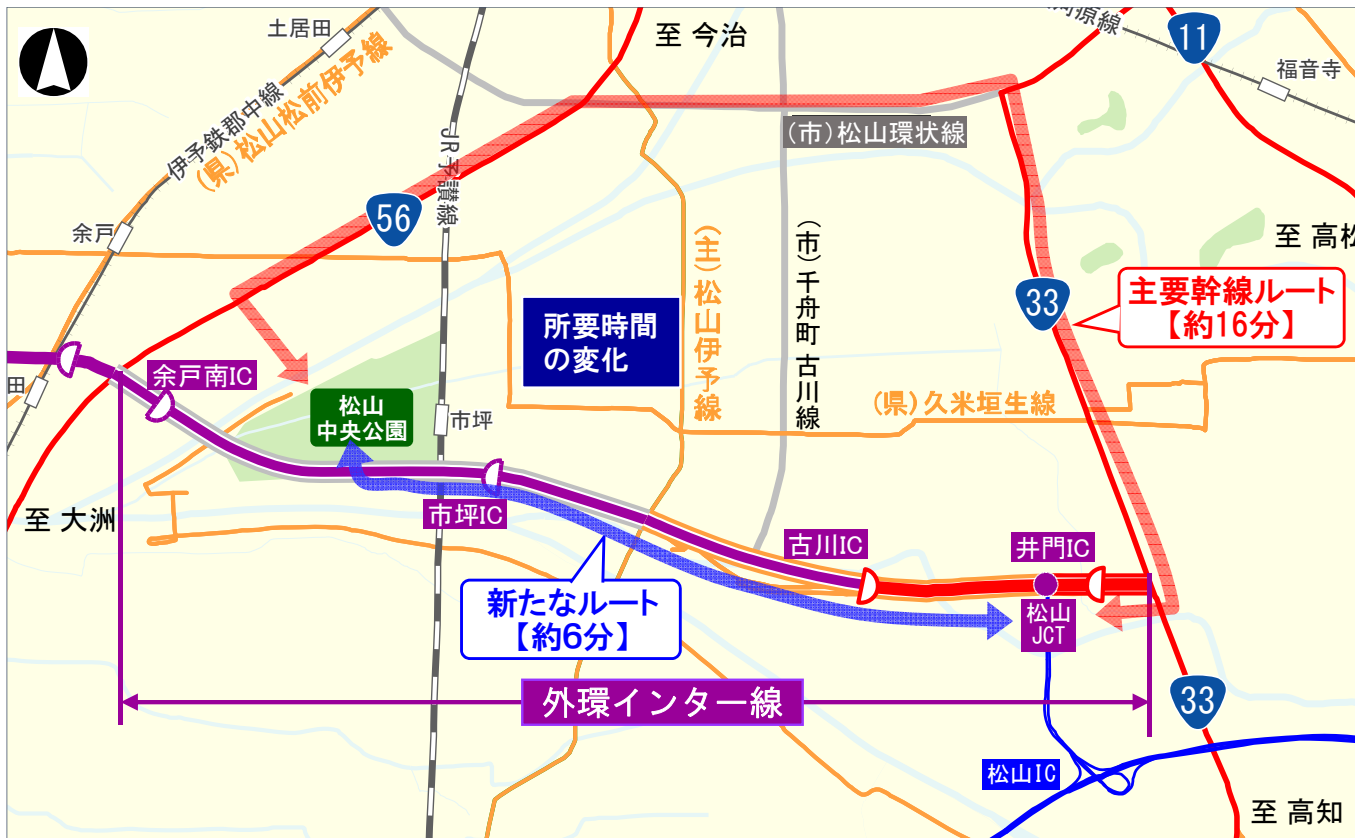 土居田
至 今治
11
福音寺
伊予鉄郡中線
(県)松山松前伊予線
JR予讃線
(市)松山環状線
余戸
56
(主)松山伊予線
(市)千舟町古川線
至 高松
33
主要幹線ルート
【約16分】
所要時間
の変化
余戸南IC
田
松山
中央公園
市坪
(県)久米垣生線
至 大洲
市坪IC
古川IC
井門IC
新たなルート
【約6分】
松山
JCT
外環インター線
33
松山IC
至 高知